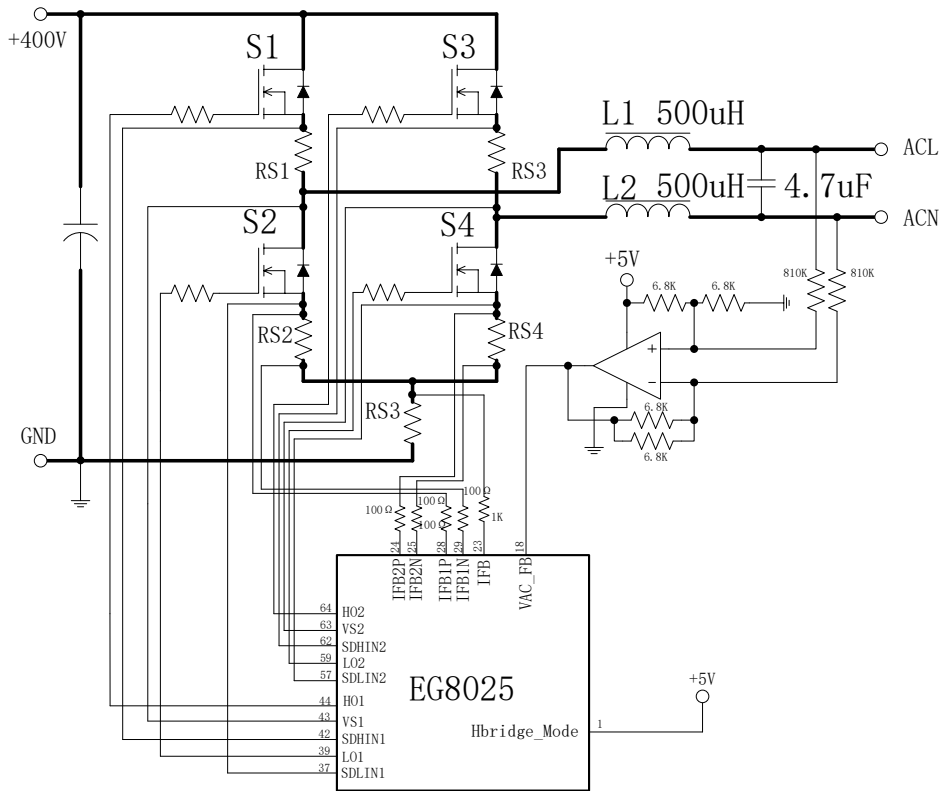 +400V
S1
S3
L1 500uH
ACL
RS1
RS3
L2 500uH
4.7uF
ACN
S2
S4
+5V
6.8K
6.8K
810K
810K
RS2
RS4
+
−
RS3
6.8K
6.8K
GND
100Ω
100Ω
100Ω
100Ω
1K
24
25
28
29
23
18
IFB2P
IFB2N
IFB1P
IFB1N
IFB
VAC_FB
64 HO2
63 VS2
62 SDHIN2
59 LO2
57 SDLIN2
44 HO1
43 VS1
42 SDHIN1
39 LO1
37 SDLIN1
EG8025
Hbridge_Mode
1
+5V